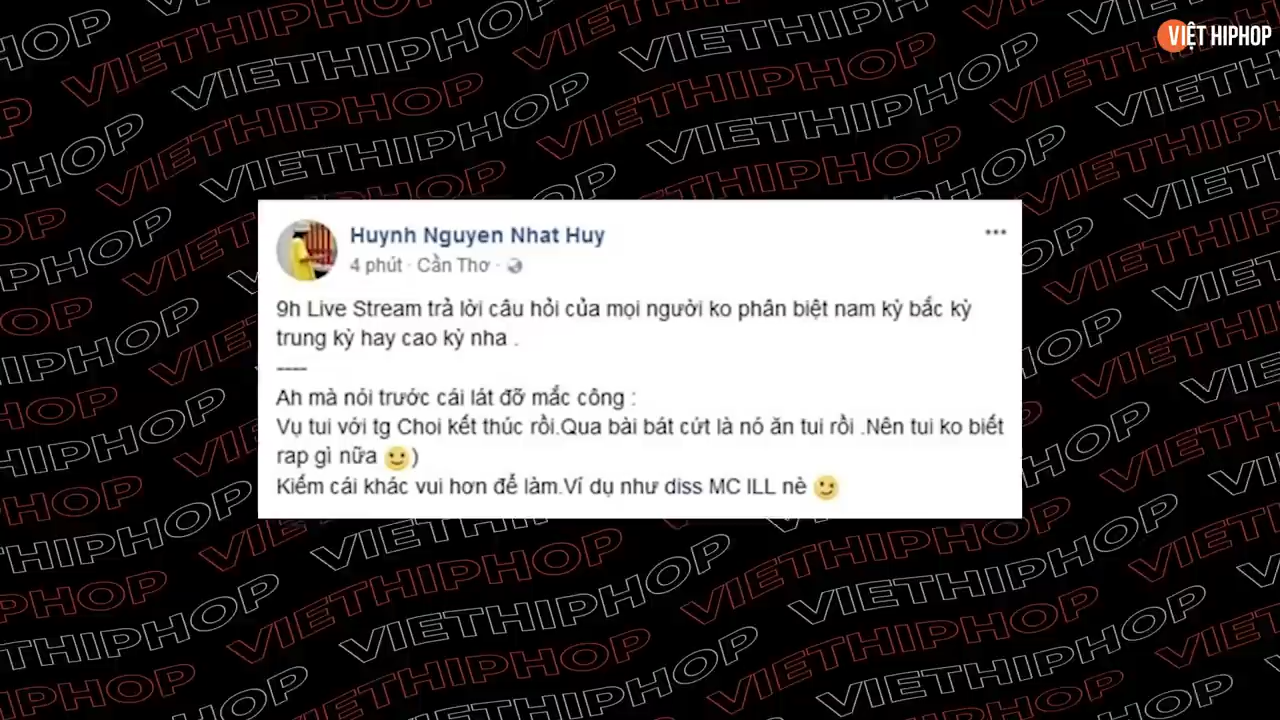 VIỆT HIPHOP
Huynh Nguyen Nhat Huy
4 phút · Cần Thơ ·
9h Live Stream trả lời câu hỏi của mọi người ko phân biệt nam kỳ bắc kỳ
trung kỳ hay cao kỳ nha .
----
Ah mà nói trước cái lát đỡ mắc công :
Vụ tui với tg Choi kết thúc rồi.Qua bài bát cứt là nó ăn tui rồi .Nên tui ko biết
rap gì nữa 🙂)
Kiếm cái khác vui hơn để làm.Ví dụ như diss MC ILL nè 🙂
VIETHIPHOP